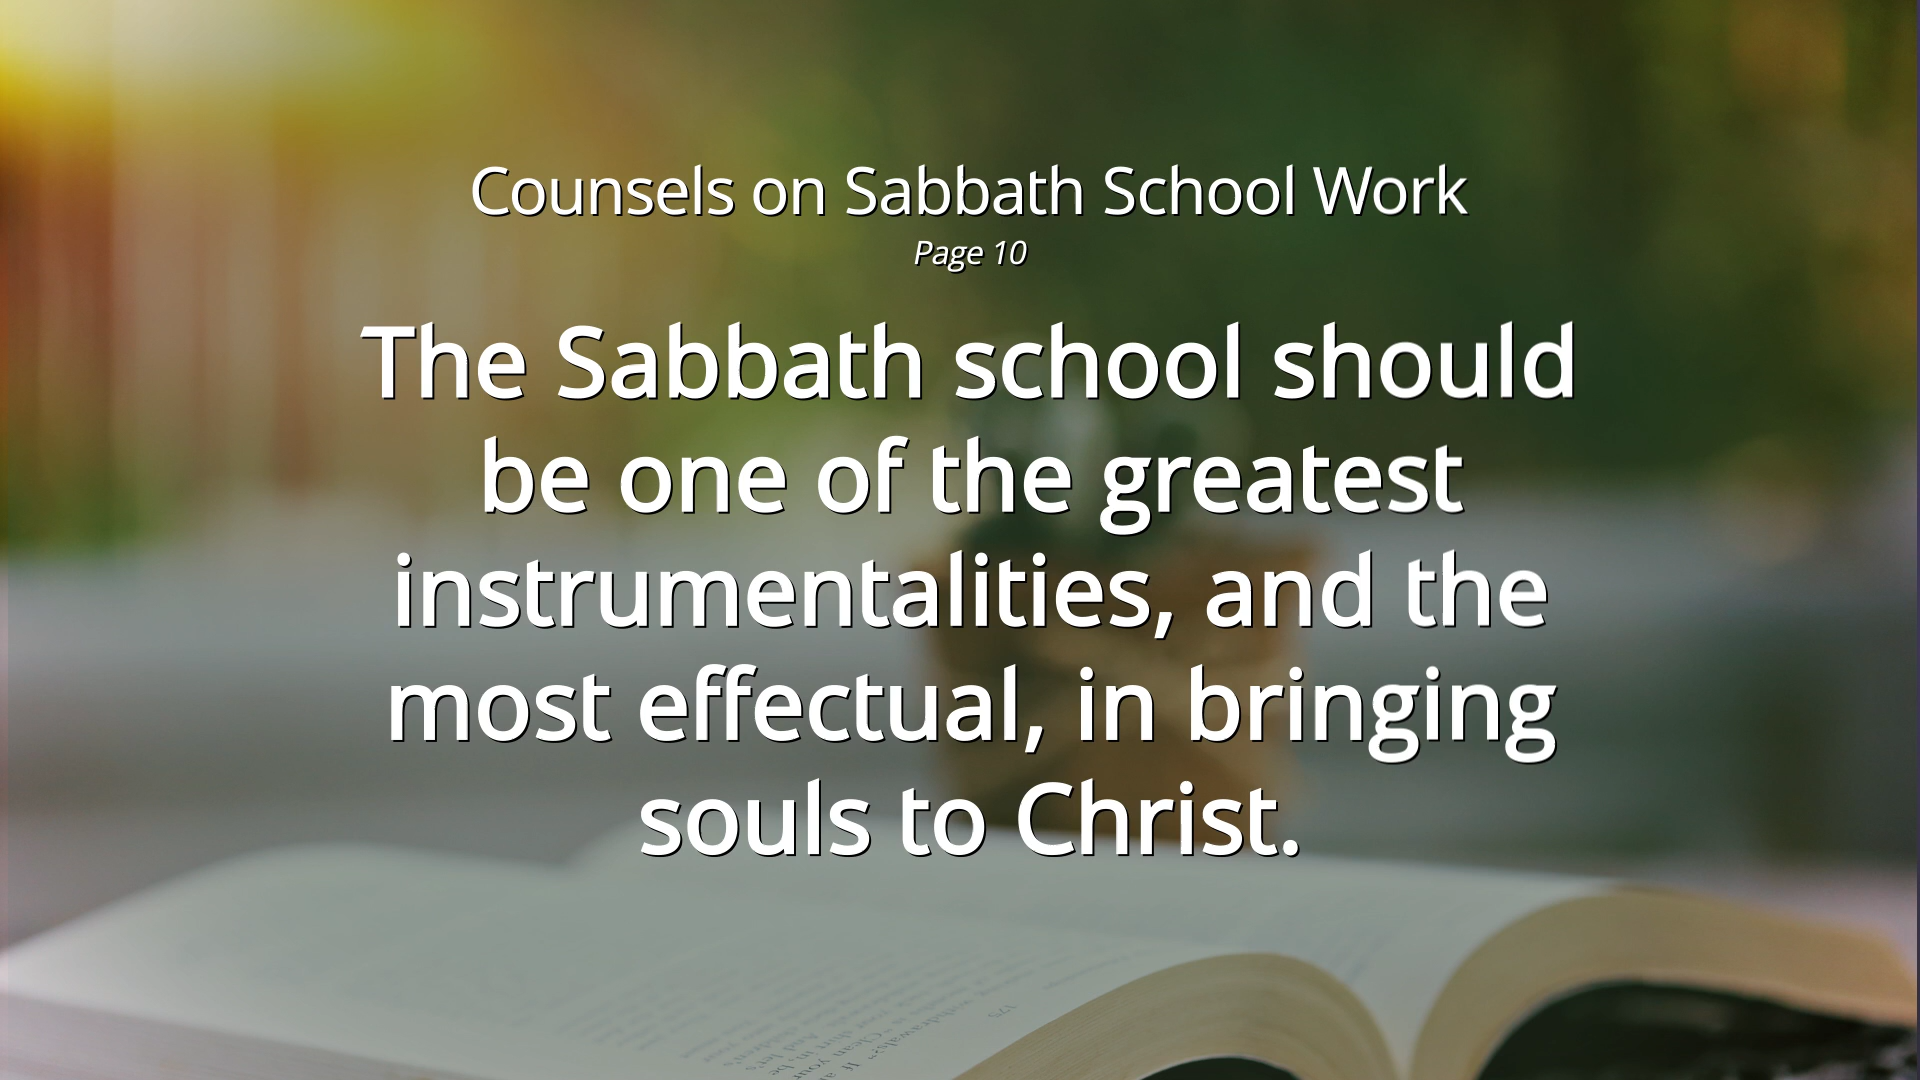 Counsels on Sabbath School Work
Page 10
The Sabbath school should
be one of the greatest
instrumentalities, and the
most effectual, in bringing
souls to Christ.
175